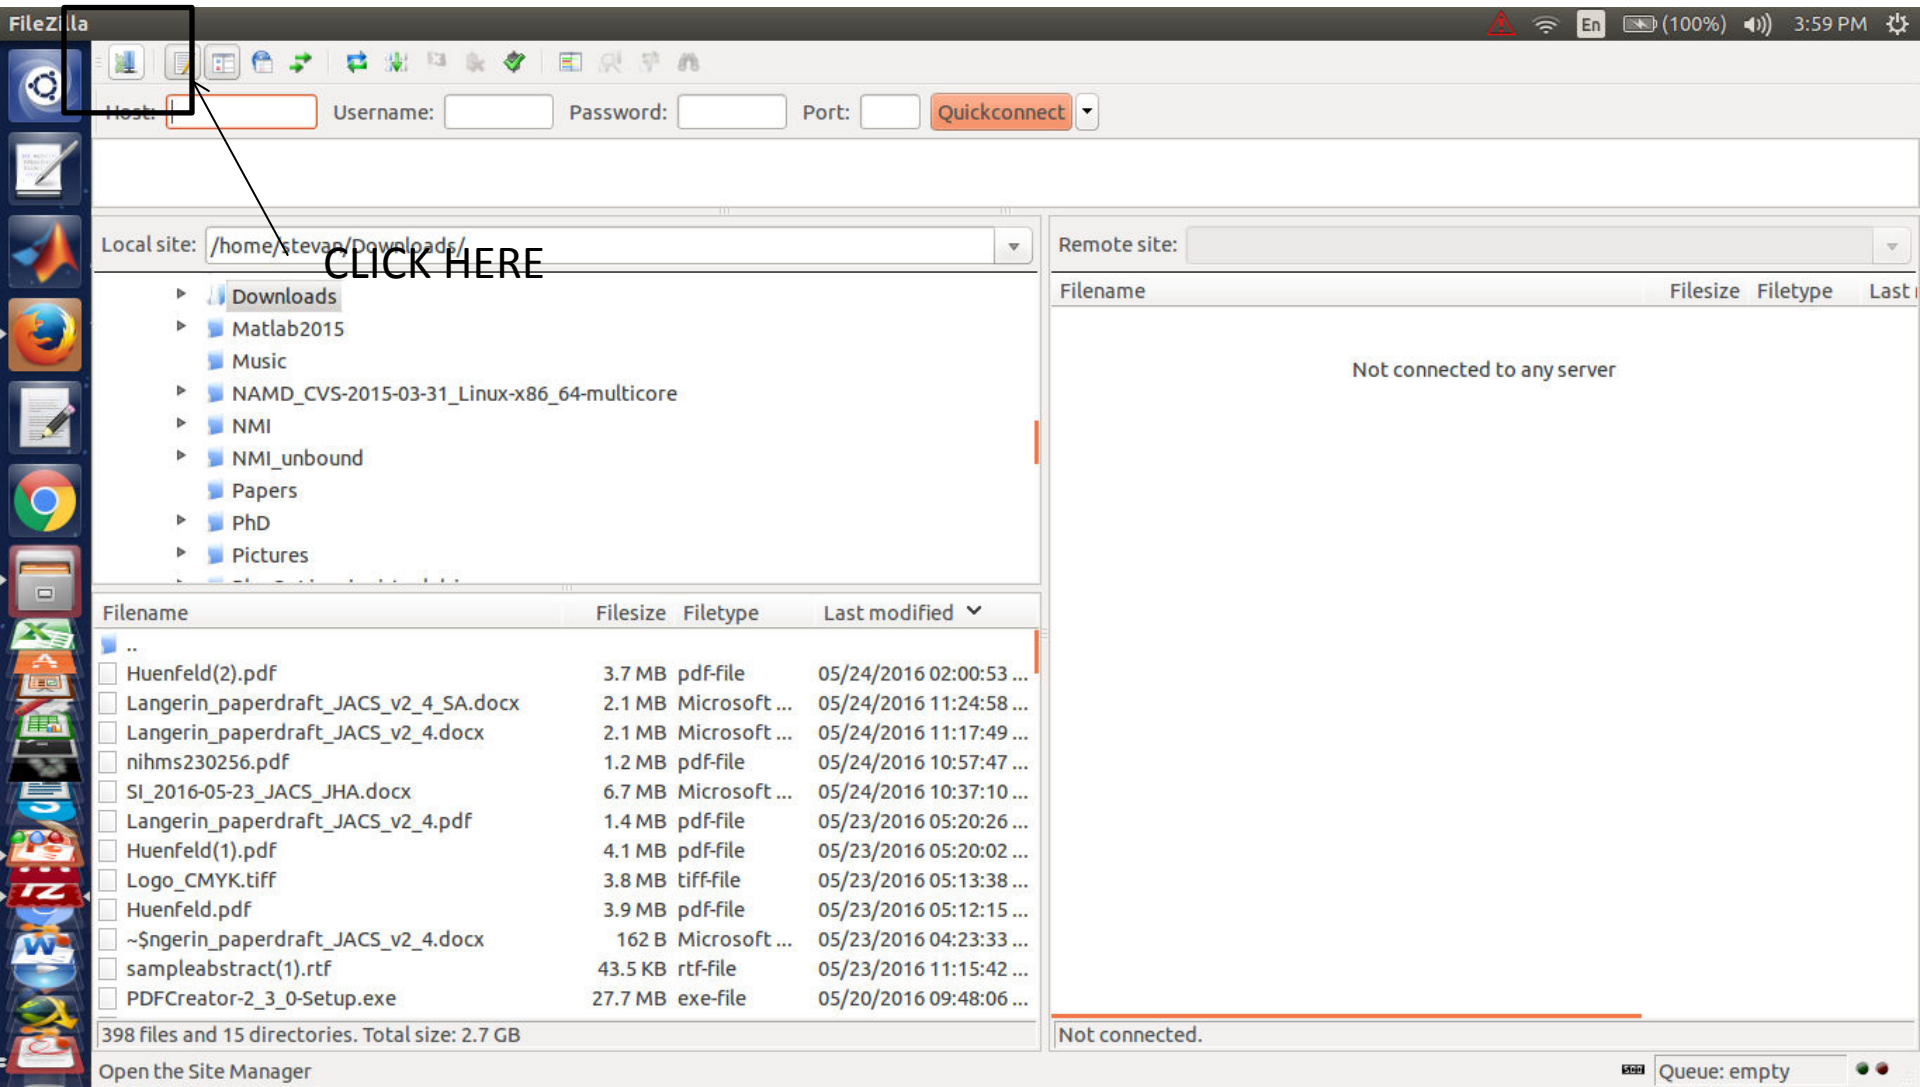 FileZilla
En (100%) 3:59 PM
Host: Username: Password: Port: Quickconnect
Local site: /home/stevan/Downloads/
Remote site:
CLICK HERE
Downloads
Matlab2015
Music
NAMD_CVS-2015-03-31_Linux-x86_64-multicore
NMI
NMI_unbound
Papers
PhD
Pictures
Filename Filesize Filetype Last
Not connected to any server
Filename Filesize Filetype Last modified
..
Huenfeld(2).pdf 3.7 MB pdf-file 05/24/2016 02:00:53 ...
Langerin_paperdraft_JACS_v2_4_SA.docx 2.1 MB Microsoft ... 05/24/2016 11:24:58 ...
Langerin_paperdraft_JACS_v2_4.docx 2.1 MB Microsoft ... 05/24/2016 11:17:49 ...
nihms230256.pdf 1.2 MB pdf-file 05/24/2016 10:57:47 ...
SI_2016-05-23_JACS_JHA.docx 6.7 MB Microsoft ... 05/24/2016 10:37:10 ...
Langerin_paperdraft_JACS_v2_4.pdf 1.4 MB pdf-file 05/23/2016 05:20:26 ...
Huenfeld(1).pdf 4.1 MB pdf-file 05/23/2016 05:20:02 ...
Logo_CMYK.tiff 3.8 MB tiff-file 05/23/2016 05:13:38 ...
Huenfeld.pdf 3.9 MB pdf-file 05/23/2016 05:12:15 ...
~$ngerin_paperdraft_JACS_v2_4.docx 162 B Microsoft ... 05/23/2016 04:23:33 ...
sampleabstract(1).rtf 43.5 KB rtf-file 05/23/2016 11:15:42 ...
PDFCreator-2_3_0-Setup.exe 27.7 MB exe-file 05/20/2016 09:48:06 ...
398 files and 15 directories. Total size: 2.7 GB
Not connected.
Open the Site Manager
Queue: empty